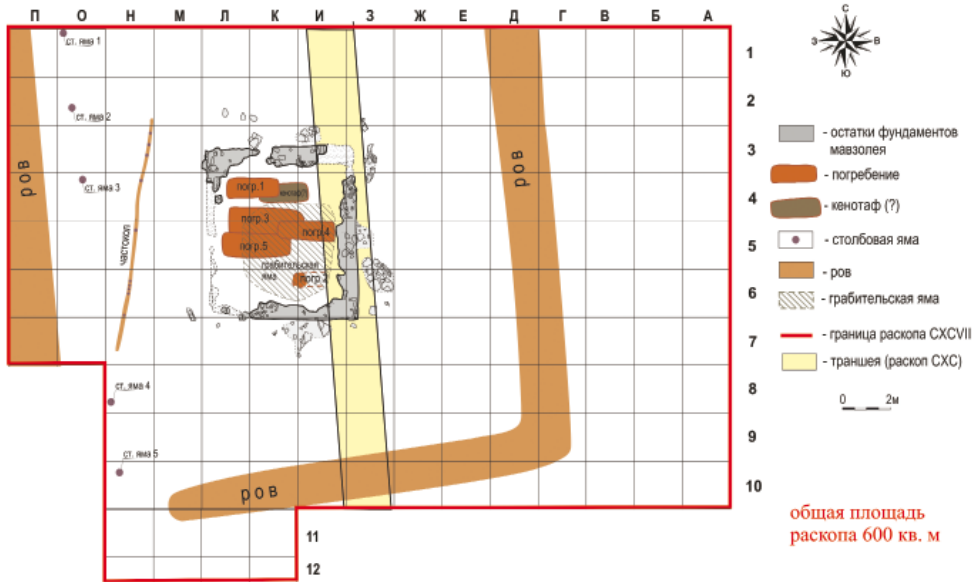 П О Н М Л К И З Ж Е Д Г В Б А
С
З В
Ю
1
2
3
4
5
6
7
8
9
10
11
12
ст. яма 1
ст. яма 2
ст. яма 3
ст. яма 4
ст. яма 5
ров
ров
ров
частокол
погр.1
кенотаф(?)
погр.3
погр.4
погр.5
грабительская
яма
погр.2
- остатки фундаментов
мавзолея
- погребение
- кенотаф (?)
- столбовая яма
- ров
- грабительская яма
- граница раскопа CXCVII
- траншея (раскоп CXC)
0 2м
общая площадь
раскопа 600 кв. м